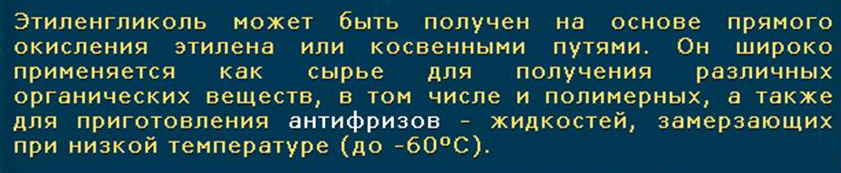 Этиленгликоль может быть получен на основе прямого
окисления этилена или косвенными путями. Он широко
применяется как сырье для получения различных
органических веществ, в том числе и полимерных, а также
для приготовления антифризов - жидкостей, замерзающих
при низкой температуре (до -60°С).